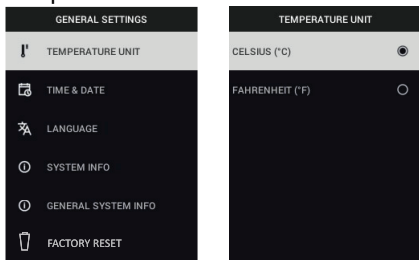 GENERAL SETTINGS
TEMPERATURE UNIT
TIME & DATE
LANGUAGE
SYSTEM INFO
GENERAL SYSTEM INFO
FACTORY RESET
TEMPERATURE UNIT
CELSIUS (°C)
FAHRENHEIT (°F)